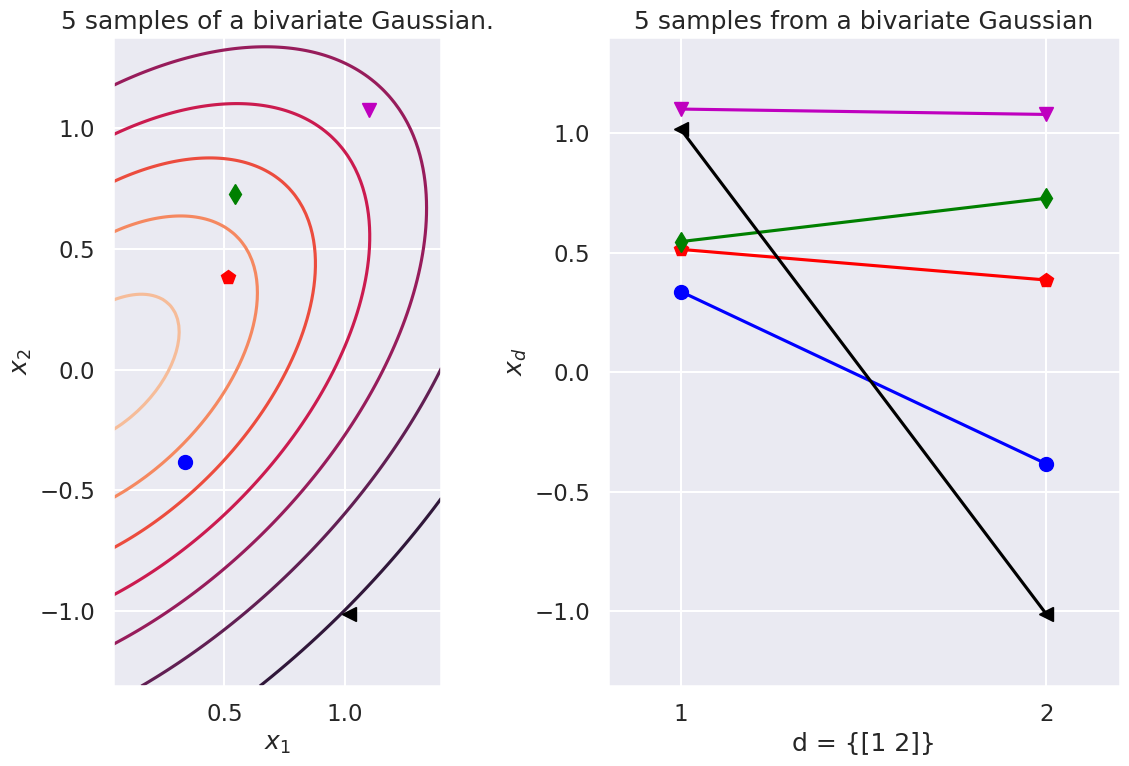 5 samples of a bivariate Gaussian.
1.0
0.5
0.0
−0.5
−1.0
x₂
0.5 1.0
x₁
5 samples from a bivariate Gaussian
1.0
0.5
0.0
−0.5
−1.0
x_d
1 2
d = {[1 2]}